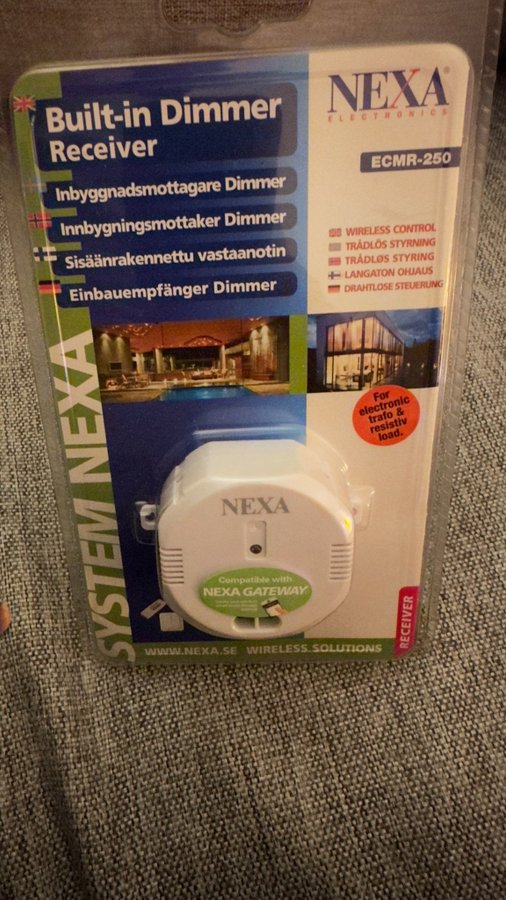 Built-in Dimmer
Receiver
Inbyggnadsmottagare Dimmer
Innbygningsmottaker Dimmer
Sisäänrakennettu vastaanotin
Einbauempfänger Dimmer
NEXA®
ELECTRONICS
ECMR-250
WIRELESS CONTROL
TRÅDLÖS STYRNING
TRÅDLØS STYRING
LANGATON OHJAUS
DRAHTLOSE STEUERUNG
For
electronic
trafo &
resistiv
load.
SYSTEM NEXA
NEXA
Compatible with
NEXA GATEWAY
RECEIVER
WWW.NEXA.SE WIRELESS SOLUTIONS